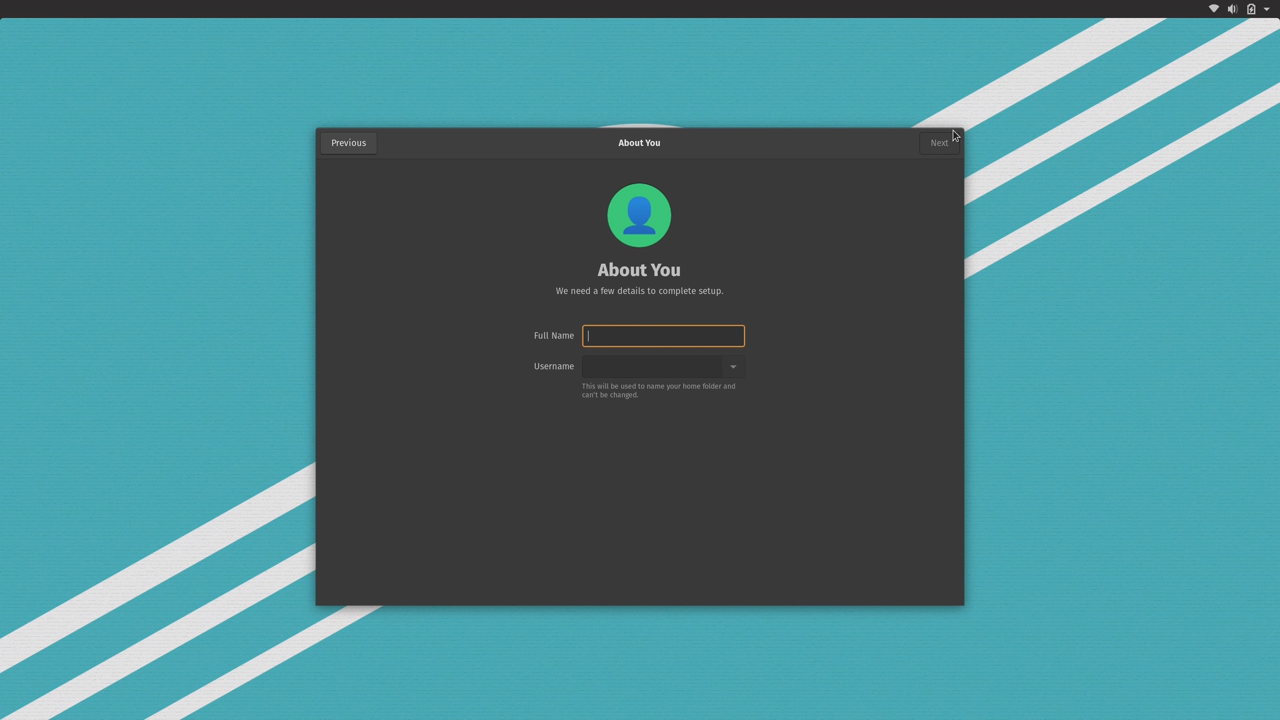 Previous
About You
Next
About You
We need a few details to complete setup.
Full Name
Username
This will be used to name your home folder and
can't be changed.